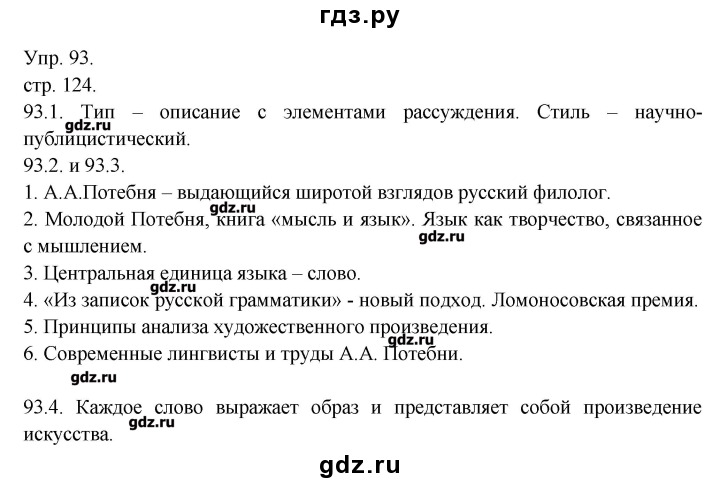 гдз.ру
Упр. 93.
стр. 124.
93.1. Тип – описание с элементами рассуждения. Стиль – научно-
gdz.ru
публицистический.
93.2. и 93.3.
1. А.А.Потебня – выдающийся широтой взглядов русский филолог.
gdz.ru
2. Молодой Потебня, книга «мысль и язык». Язык как творчество, связанное
gdz.ru
с мышлением.
3. Центральная единица языка – слово.
gdz.ru
4. «Из записок русской грамматики» - новый подход. Ломоносовская премия.
5. Принципы анализа художественного произведения.
gdz.ru
6. Современные лингвисты и труды А.А. Потебни.
gdz.ru
93.4. Каждое слово выражает образ и представляет собой произведение
gdz.ru
искусства.
gdz.ru